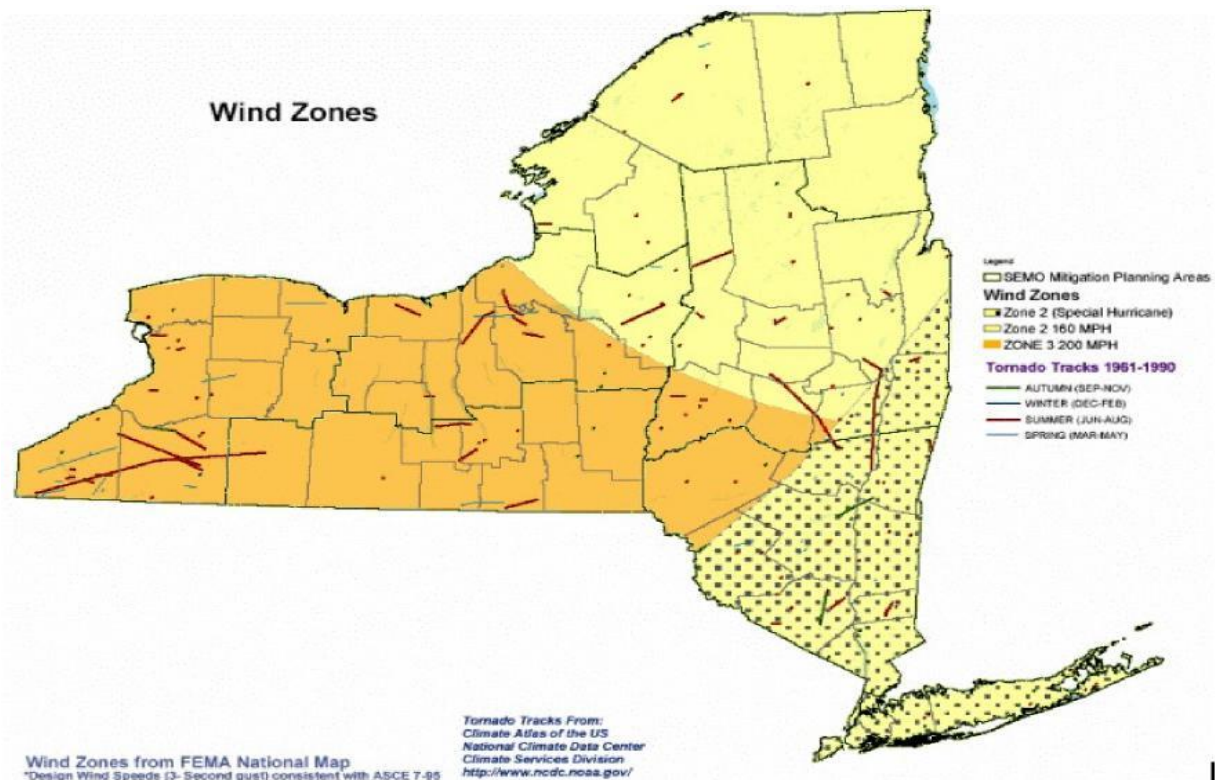 Wind Zones
Legend
SEMO Mitigation Planning Areas
Wind Zones
Zone 2 (Special Hurricane)
Zone 2 160 MPH
ZONE 3 200 MPH
Tornado Tracks 1961-1990
AUTUMN (SEP-NOV)
WINTER (DEC-FEB)
SUMMER (JUN-AUG)
SPRING (MAR-MAY)
Tornado Tracks From:
Climate Atlas of the US
National Climate Data Center
Climate Services Division
http://www.ncdc.noaa.gov/
Wind Zones from FEMA National Map
*Design Wind Speeds (3- Second gust) consistent with ASCE 7-95